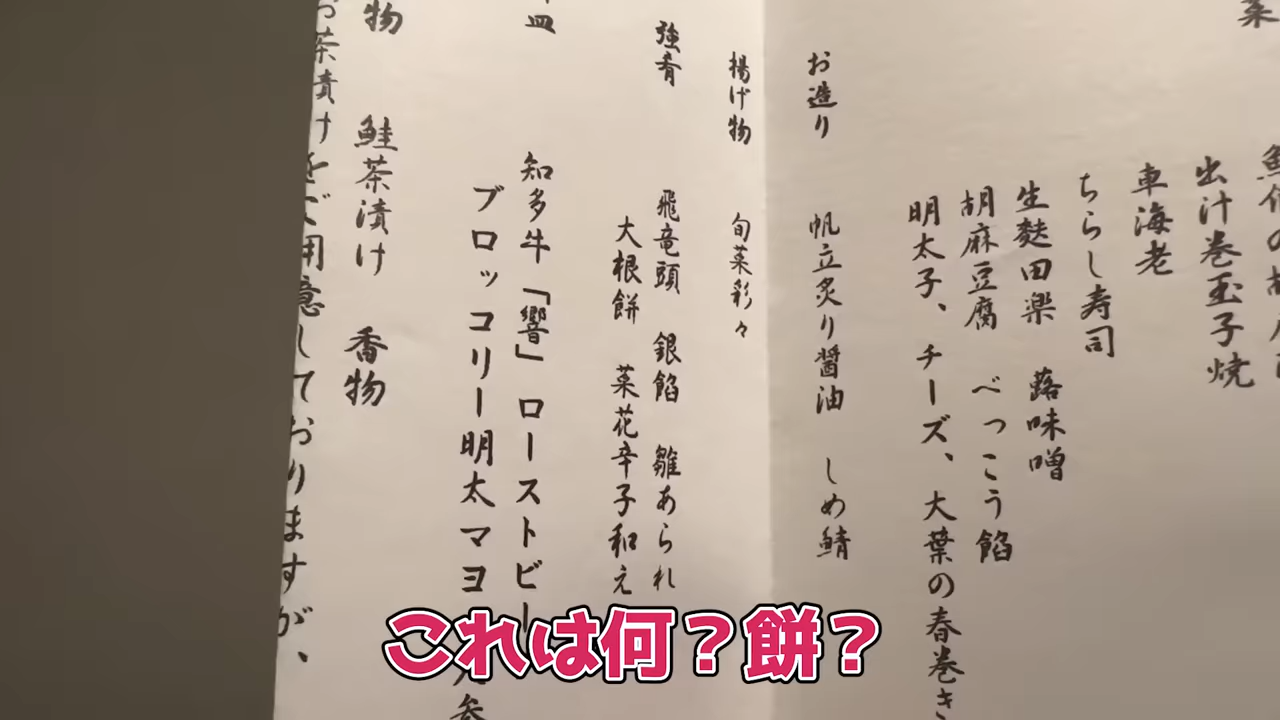 菜
出汁巻玉子焼
車海老
ちらし寿司
生麩田楽　蕗味噌
胡麻豆腐　べっこう餡
明太子、チーズ、大葉の春巻き
お造り　帆立炙り醤油　しめ鯖
揚げ物　旬菜彩々
強肴　飛竜頭　銀餡　雛あられ
大根餅　菜花辛子和え
皿　知多牛「響」ローストビー
ブロッコリー明太マヨ
物　鮭茶漬け　香物
お茶漬けをご用意しておりますが、
これは何？餅？